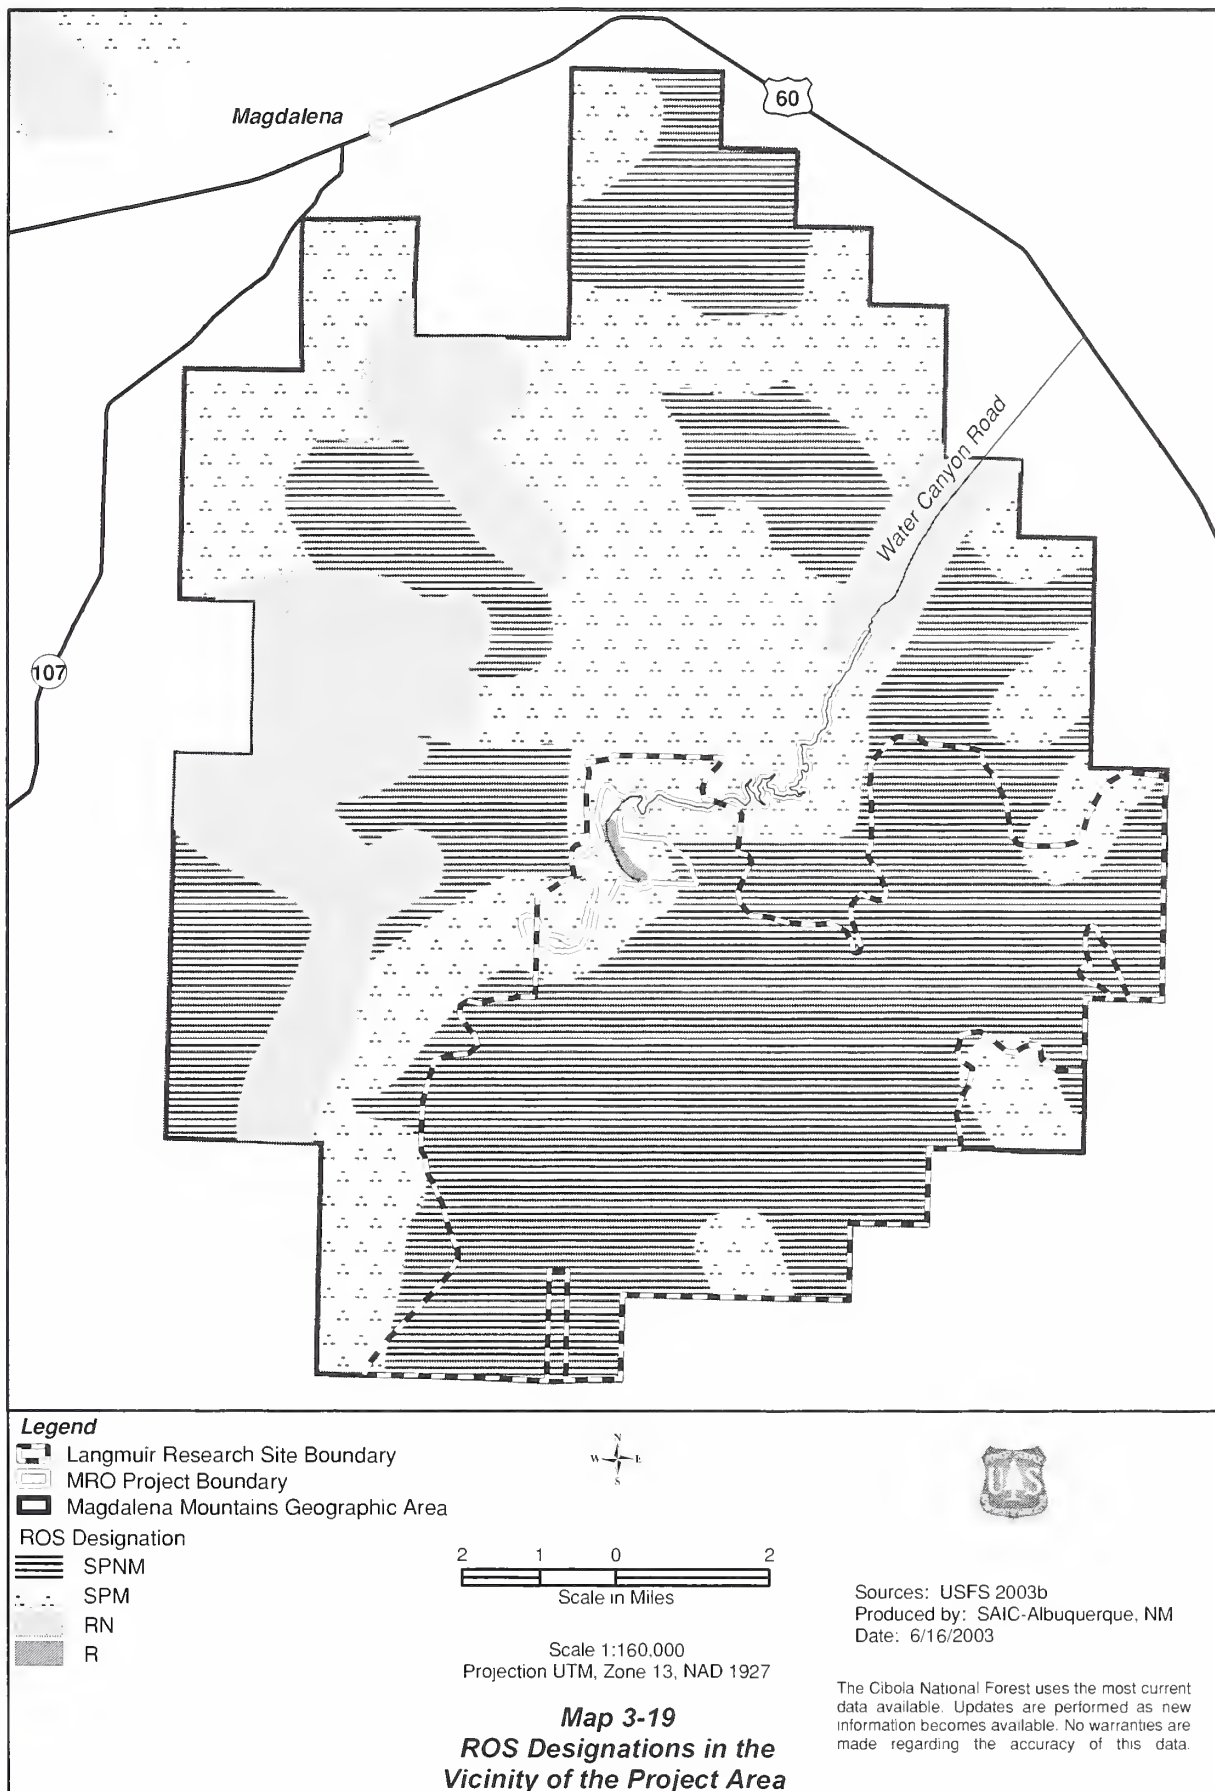 Magdalena
60
Water Canyon Road
107
Legend
Langmuir Research Site Boundary
MRO Project Boundary
Magdalena Mountains Geographic Area
ROS Designation
SPNM
SPM
RN
R
N
W E
S
2 1 0 2
Scale in Miles
Scale 1:160,000
Projection UTM, Zone 13, NAD 1927
Map 3-19
ROS Designations in the
Vicinity of the Project Area
U S
Sources: USFS 2003b
Produced by: SAIC-Albuquerque, NM
Date: 6/16/2003
The Cibola National Forest uses the most current
data available. Updates are performed as new
information becomes available. No warranties are
made regarding the accuracy of this data.